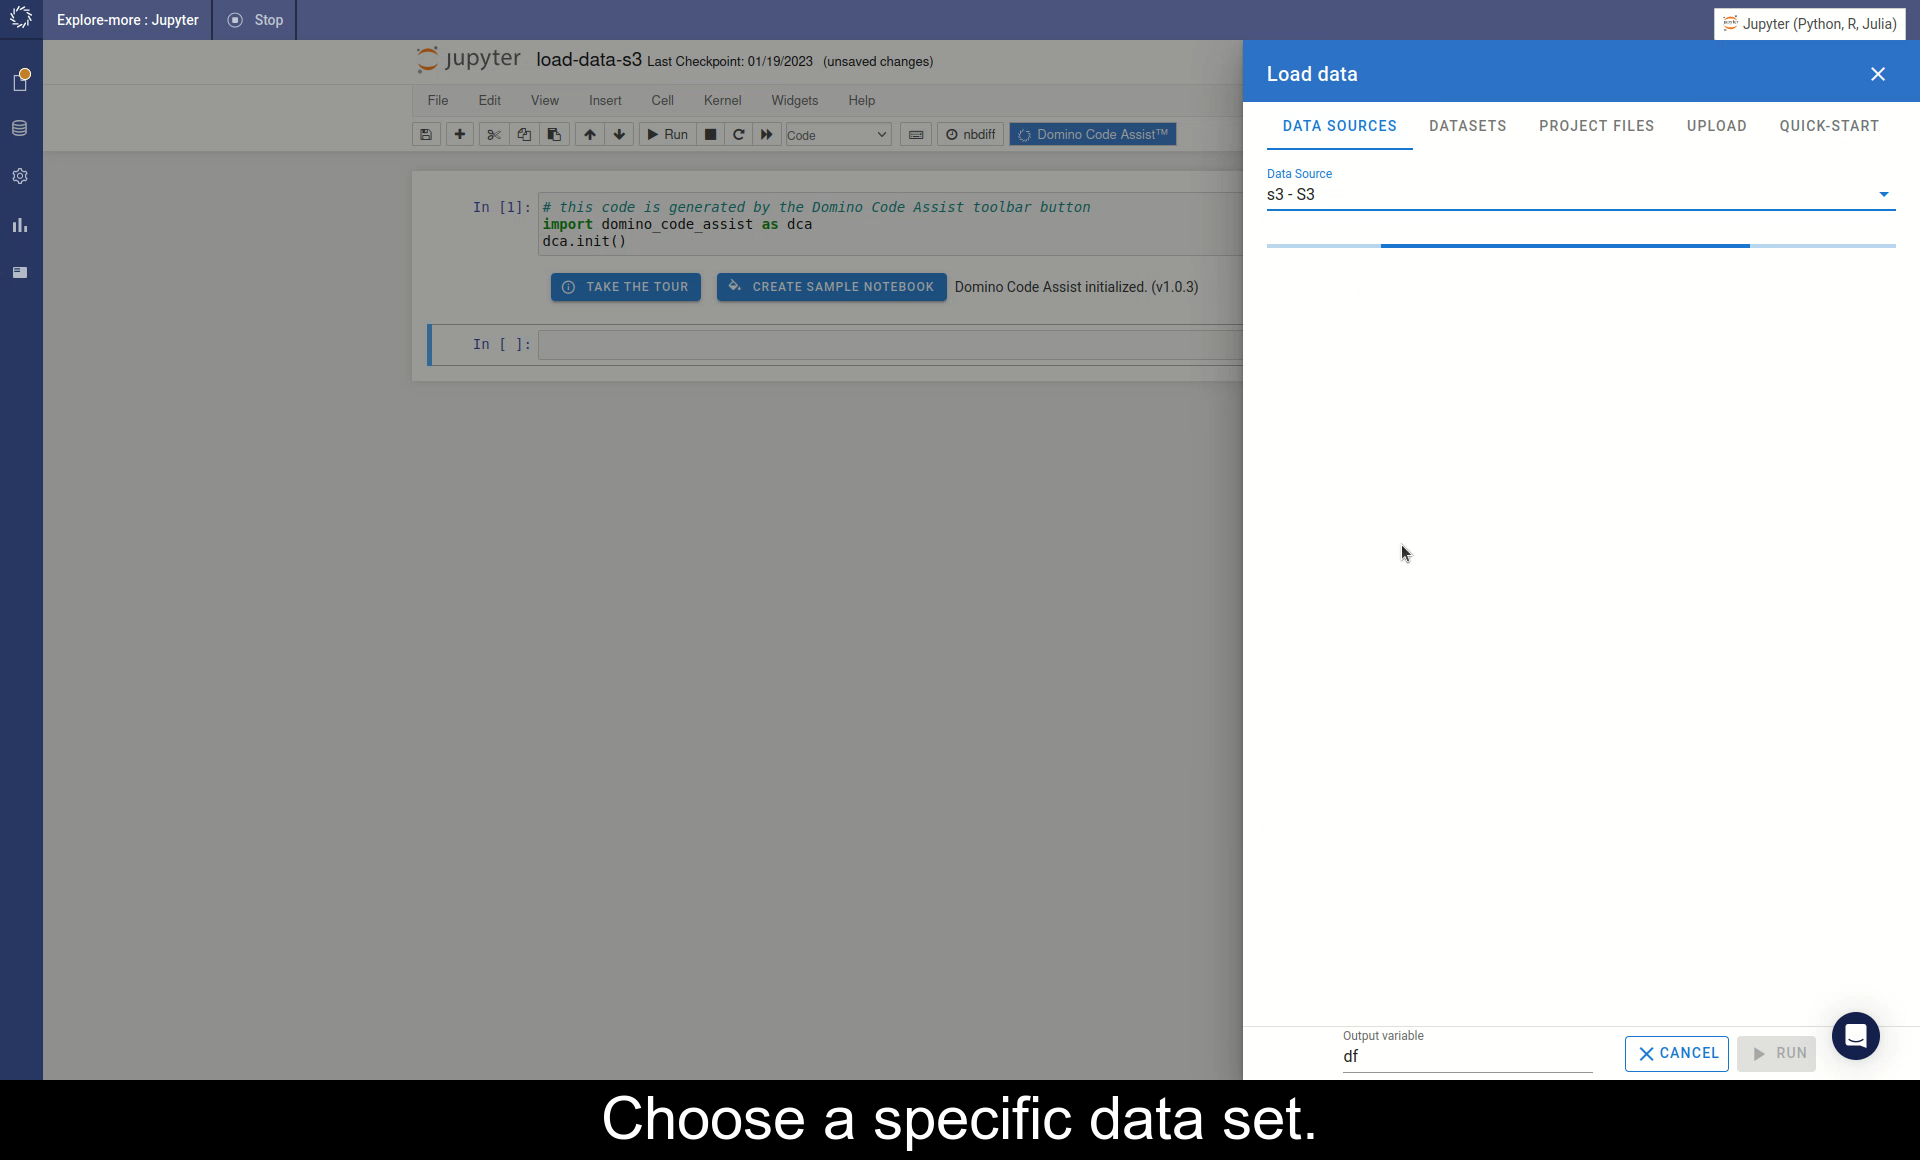 Explore-more : Jupyter
Stop
Jupyter (Python, R, Julia)
jupyter load-data-s3 Last Checkpoint: 01/19/2023 (unsaved changes)
File Edit View Insert Cell Kernel Widgets Help
Run Code nbdiff Domino Code Assist™
In [1]: # this code is generated by the Domino Code Assist toolbar button
import domino_code_assist as dca
dca.init()
TAKE THE TOUR CREATE SAMPLE NOTEBOOK Domino Code Assist initialized. (v1.0.3)
In [ ]:
Load data
DATA SOURCES DATASETS PROJECT FILES UPLOAD QUICK-START
Data Source
s3 - S3
Output variable
df
CANCEL RUN
Choose a specific data set.